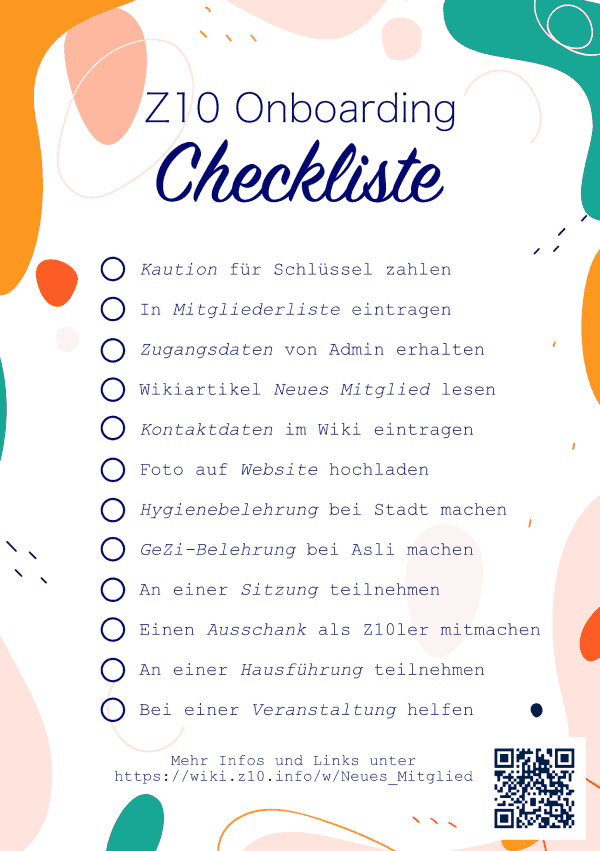 Z10 Onboarding
Checkliste
Kaution für Schlüssel zahlen
In Mitgliederliste eintragen
Zugangsdaten von Admin erhalten
Wikiartikel Neues Mitglied lesen
Kontaktdaten im Wiki eintragen
Foto auf Website hochladen
Hygienebelehrung bei Stadt machen
GeZi-Belehrung bei Asli machen
An einer Sitzung teilnehmen
Einen Ausschank als Z10ler mitmachen
An einer Hausführung teilnehmen
Bei einer Veranstaltung helfen
Mehr Infos und Links unter
https://wiki.z10.info/w/Neues_Mitglied